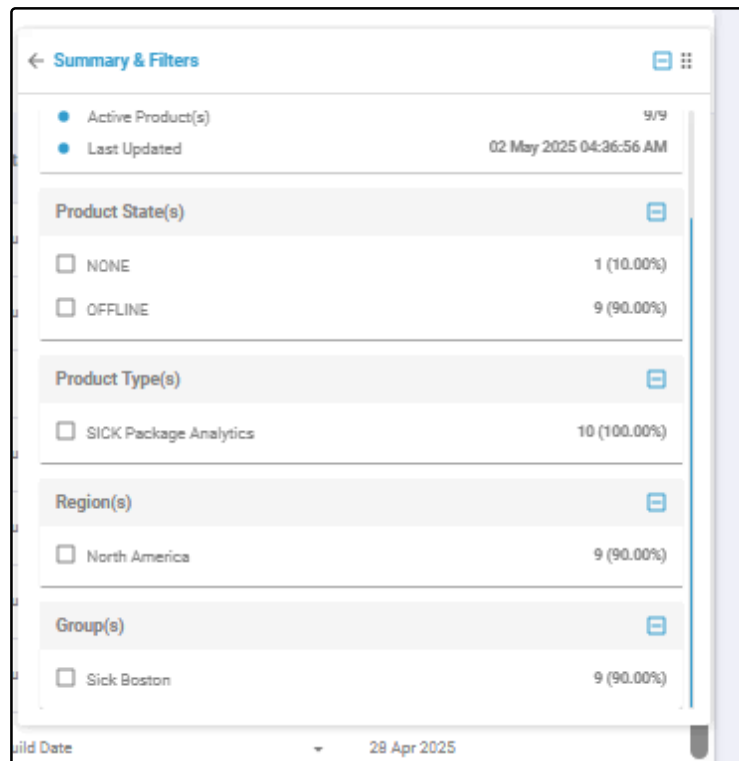 Summary & Filters
Active Product(s) 9/9
Last Updated 02 May 2025 04:36:56 AM
Product State(s)
NONE 1 (10.00%)
OFFLINE 9 (90.00%)
Product Type(s)
SICK Package Analytics 10 (100.00%)
Region(s)
North America 9 (90.00%)
Group(s)
Sick Boston 9 (90.00%)
uild Date 28 Apr 2025